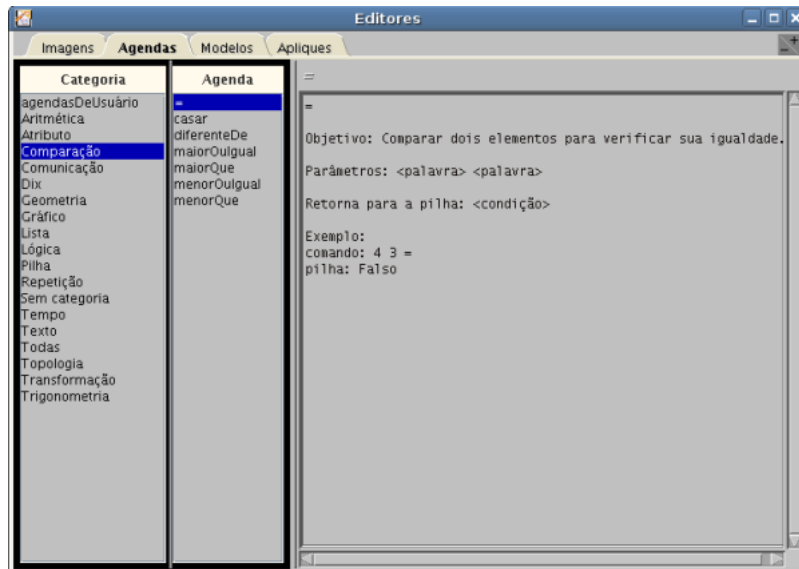 Editores
Imagens
Agendas
Modelos
Apliques
Categoria
agendasDeUsuário
Aritmética
Atributo
Comparação
Comunicação
Dix
Geometria
Gráfico
Lista
Lógica
Pilha
Repetição
Sem categoria
Tempo
Texto
Todas
Topologia
Transformação
Trigonometria
Agenda
=
casar
diferenteDe
maiorOuIgual
maiorQue
menorOuIgual
menorQue
=
=
Objetivo: Comparar dois elementos para verificar sua igualdade.
Parâmetros: <palavra> <palavra>
Retorna para a pilha: <condição>
Exemplo:
comando: 4 3 =
pilha: Falso